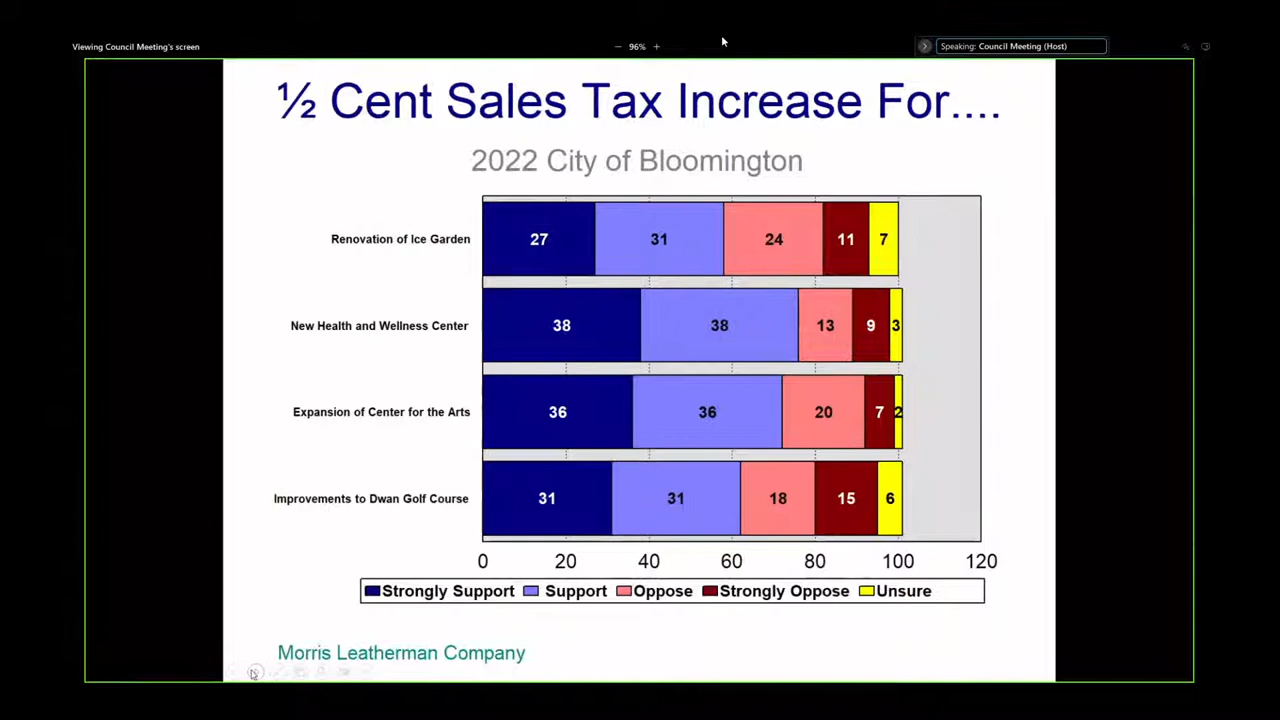 Viewing Council Meeting's screen
− 96% +
Speaking: Council Meeting (Host)
½ Cent Sales Tax Increase For....
2022 City of Bloomington
Renovation of Ice Garden 27 31 24 11 7
New Health and Wellness Center 38 38 13 9 3
Expansion of Center for the Arts 36 36 20 7 2
Improvements to Dwan Golf Course 31 31 18 15 6
0 20 40 60 80 100 120
Strongly Support Support Oppose Strongly Oppose Unsure
Morris Leatherman Company